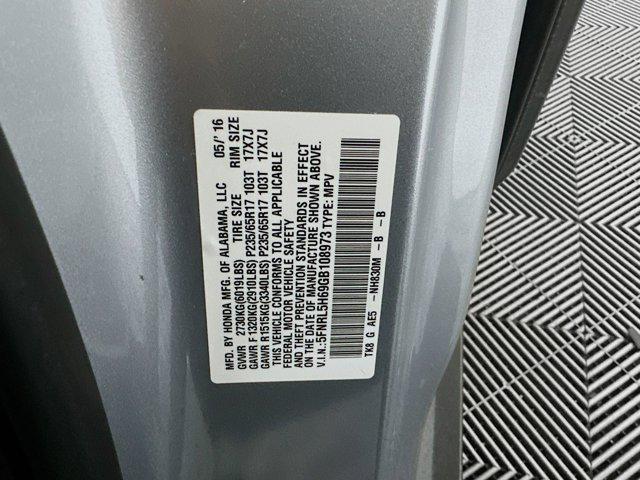 MFD. BY HONDA MFG. OF ALABAMA, LLC 05/'16
GVWR 2730KG(6019LBS) TIRE SIZE RIM SIZE
GAWR F 1320KG(2910LBS) P235/65R17 103T 17X7J
GAWR R 1515KG(3340LBS) P235/65R17 103T 17X7J
THIS VEHICLE CONFORMS TO ALL APPLICABLE
FEDERAL MOTOR VEHICLE SAFETY
AND THEFT PREVENTION STANDARDS IN EFFECT
ON THE DATE OF MANUFACTURE SHOWN ABOVE.
V.I.N.: 5FNRL5H69GB108973 TYPE: MPV
TK8 G AE5 -NH830M - B - B